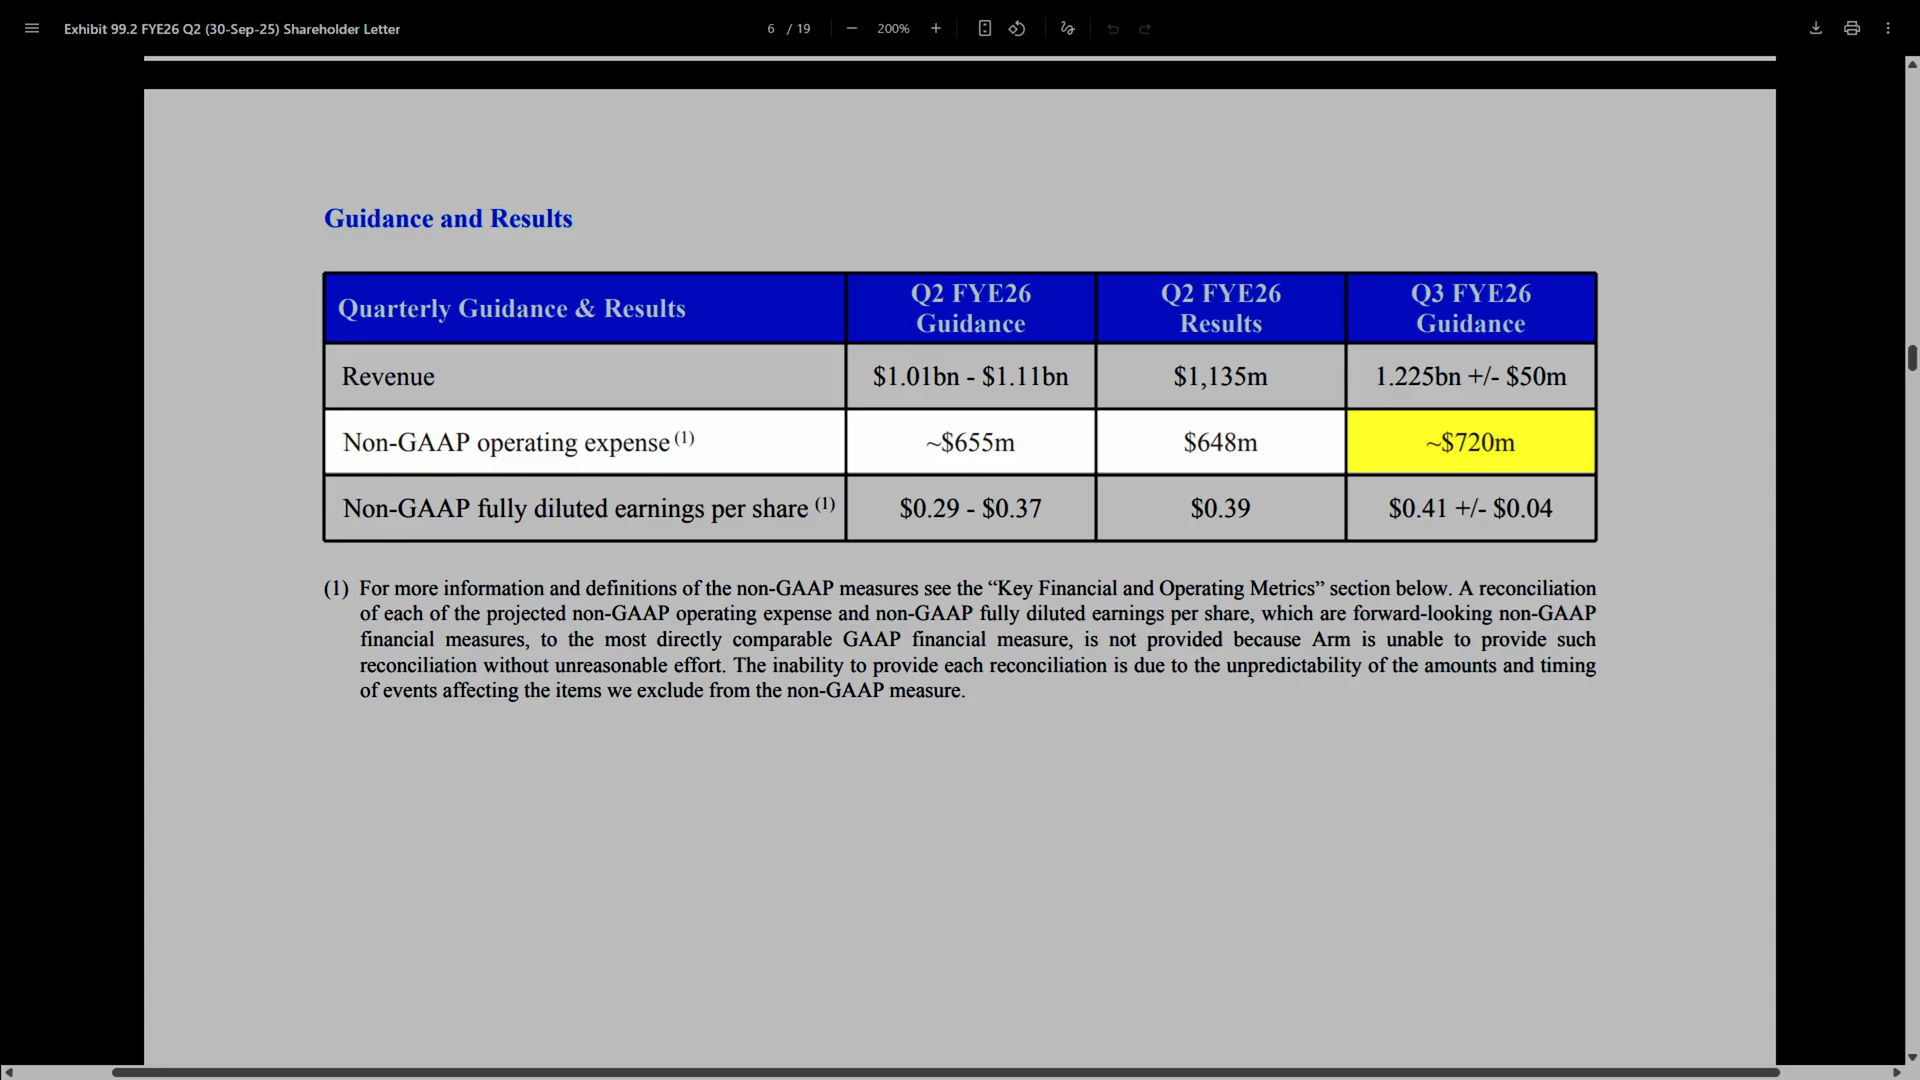 Exhibit 99.2 FYE26 Q2 (30-Sep-25) Shareholder Letter
6 / 19
200%
Guidance and Results
Quarterly Guidance & Results
Q2 FYE26 Guidance
Q2 FYE26 Results
Q3 FYE26 Guidance
Revenue
$1.01bn - $1.11bn
$1,135m
1.225bn +/- $50m
Non-GAAP operating expense (1)
~$655m
$648m
~$720m
Non-GAAP fully diluted earnings per share (1)
$0.29 - $0.37
$0.39
$0.41 +/- $0.04
(1) For more information and definitions of the non-GAAP measures see the “Key Financial and Operating Metrics” section below. A reconciliation
of each of the projected non-GAAP operating expense and non-GAAP fully diluted earnings per share, which are forward-looking non-GAAP
financial measures, to the most directly comparable GAAP financial measure, is not provided because Arm is unable to provide such
reconciliation without unreasonable effort. The inability to provide each reconciliation is due to the unpredictability of the amounts and timing
of events affecting the items we exclude from the non-GAAP measure.